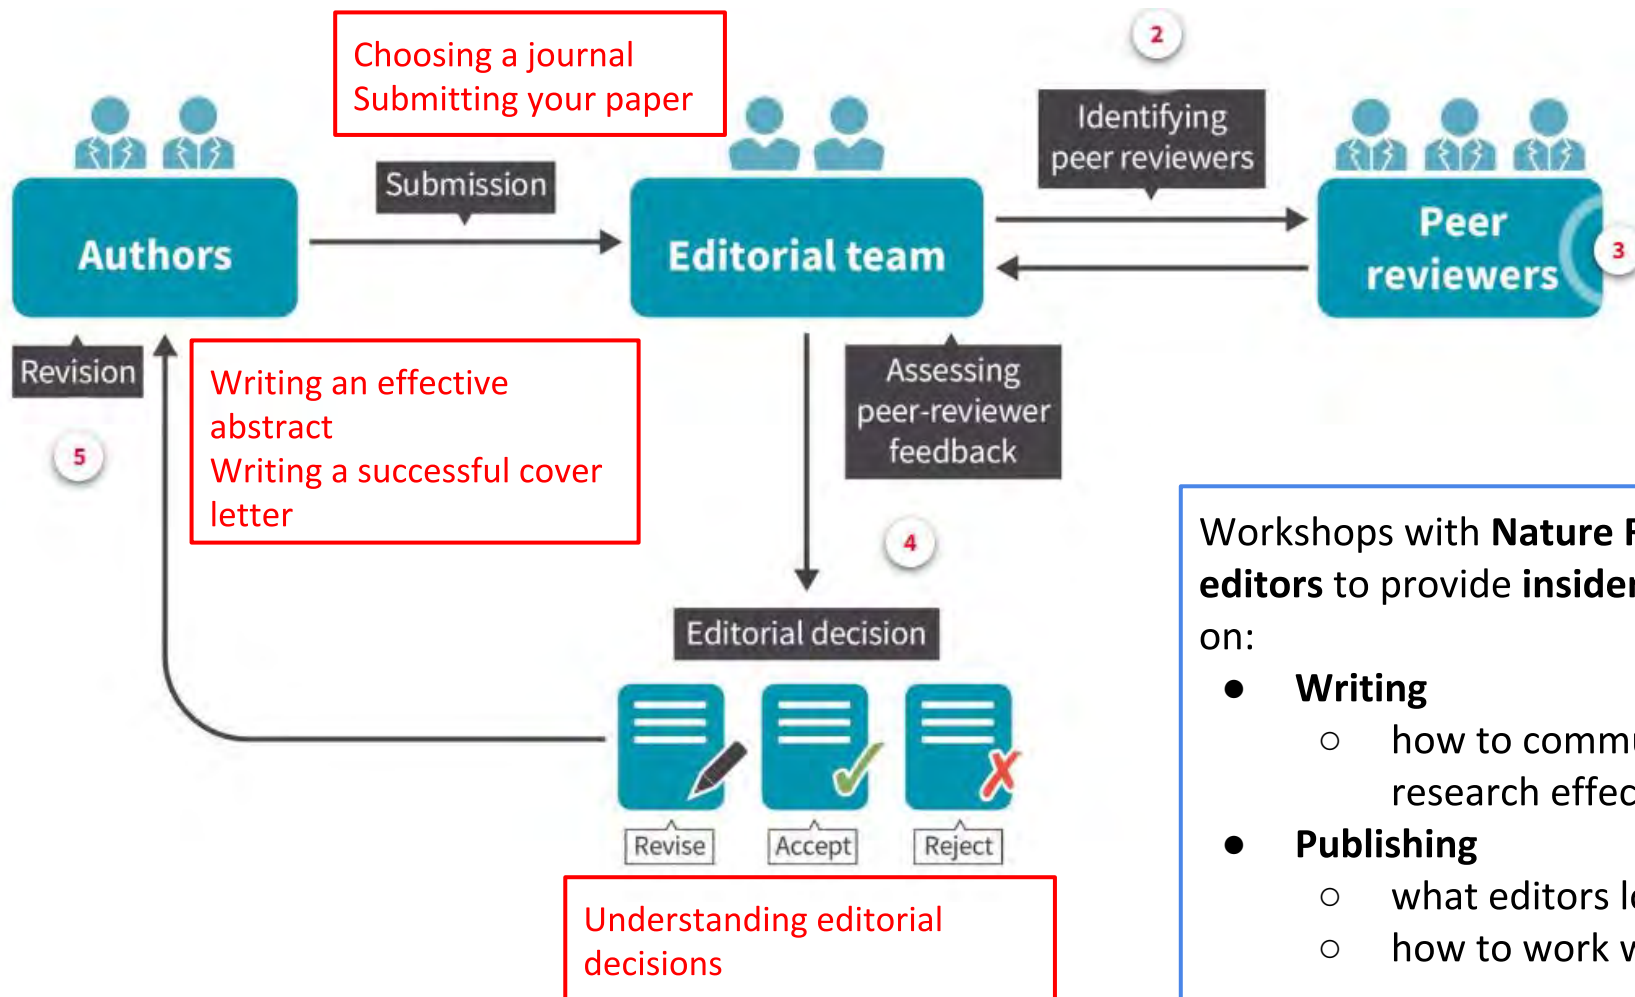 Choosing a journal
Submitting your paper
2
Identifying
peer reviewers
Submission
Authors
Editorial team
Peer
reviewers
3
Revision
Writing an effective
abstract
Writing a successful cover
letter
5
Assessing
peer-reviewer
feedback
4
Editorial decision
Revise
Accept
Reject
Understanding editorial
decisions
Workshops with Nature
editors to provide insider
on:
● Writing
○ how to commu
research effec
● Publishing
○ what editors l
○ how to work w